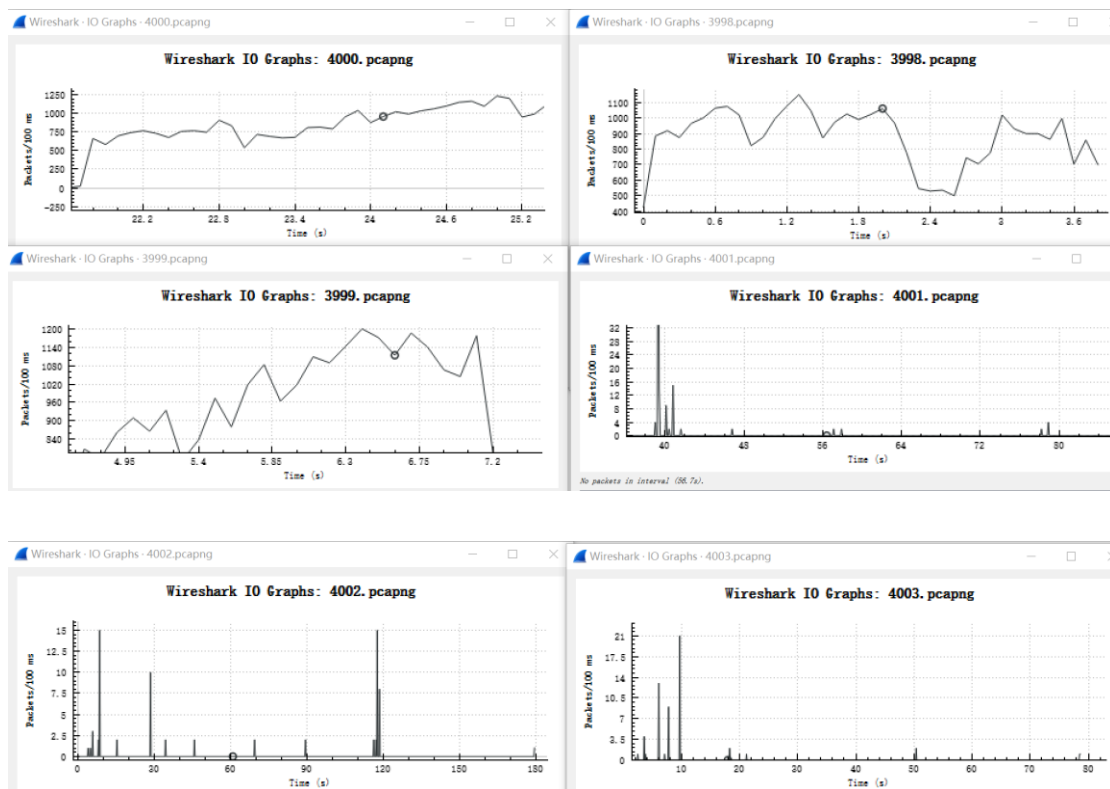 Wireshark · IO Graphs · 4000.pcapng
Wireshark IO Graphs: 4000.pcapng
Packets/100 ms
1250
1000
750
500
250
0
-250
22.2 22.8 23.4 24 24.6 25.2
Time (s)
Wireshark · IO Graphs · 3998.pcapng
Wireshark IO Graphs: 3998.pcapng
Packets/100 ms
1100
1000
900
800
700
600
500
400
0 0.6 1.2 1.8 2.4 3 3.6
Time (s)
Wireshark · IO Graphs · 3999.pcapng
Wireshark IO Graphs: 3999.pcapng
Packets/100 ms
1200
1140
1080
1020
960
900
840
4.95 5.4 5.85 6.3 6.75 7.2
Time (s)
Wireshark · IO Graphs · 4001.pcapng
Wireshark IO Graphs: 4001.pcapng
Packets/100 ms
32
28
24
20
16
12
8
4
0
40 48 56 64 72 80
Time (s)
No packets in interval (56.7s).
Wireshark · IO Graphs · 4002.pcapng
Wireshark IO Graphs: 4002.pcapng
Packets/100 ms
15
12.5
10
7.5
5
2.5
0
0 30 60 90 120 150 180
Time (s)
Wireshark · IO Graphs · 4003.pcapng
Wireshark IO Graphs: 4003.pcapng
Packets/100 ms
21
17.5
14
10.5
7
3.5
0
10 20 30 40 50 60 70 80
Time (s)